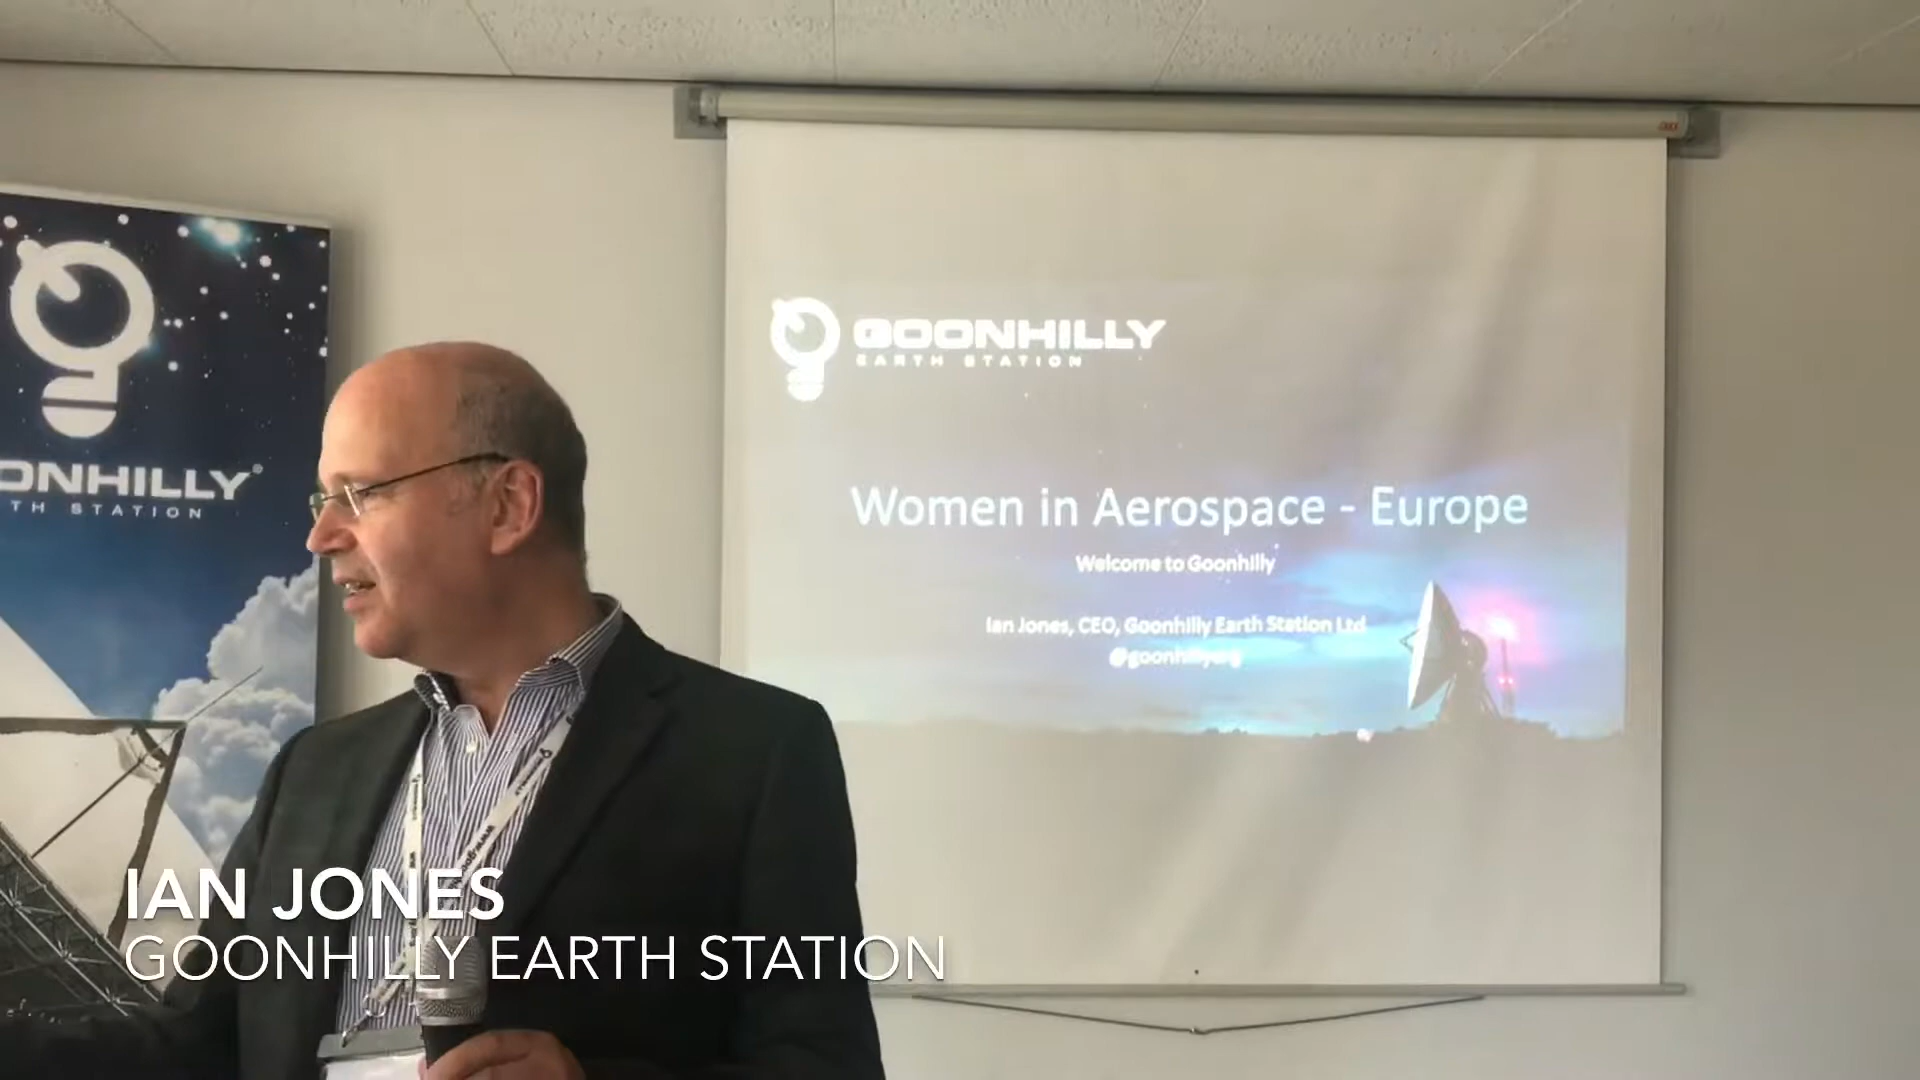 ONHILLY®
TH STATION
GOONHILLY
EARTH STATION
Women in Aerospace - Europe
Welcome to Goonhilly
Ian Jones, CEO, Goonhilly Earth Station Ltd
@goonhillyorg
IAN JONES
GOONHILLY EARTH STATION